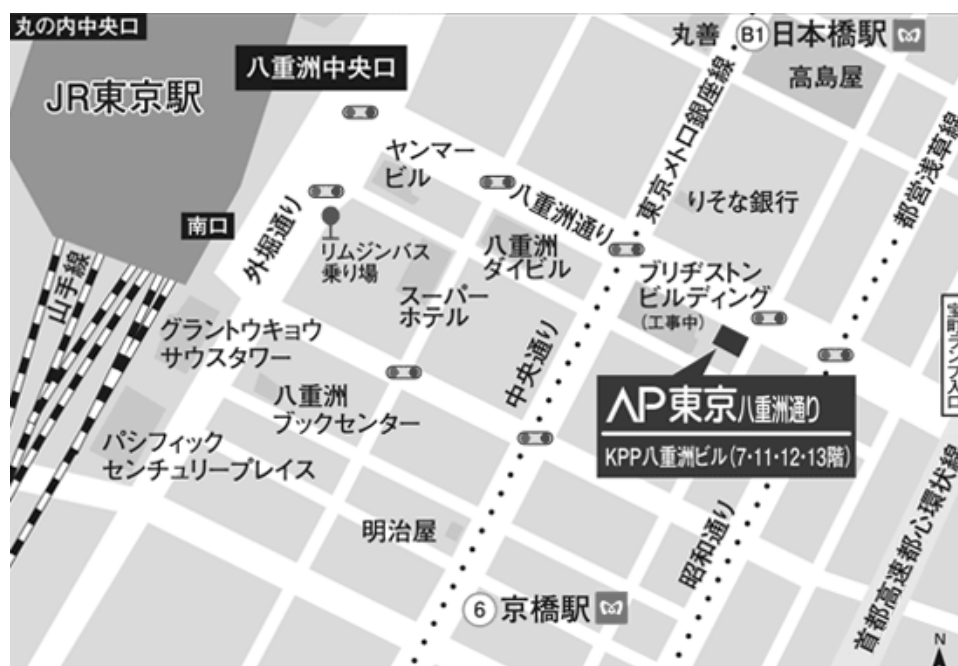 丸の内中央口
JR東京駅
八重洲中央口
丸善
B1
日本橋駅
高島屋
ヤンマー
ビル
東京メトロ銀座線
都営浅草線
りそな銀行
八重洲通り
南口
外堀通り
リムジンバス
乗り場
八重洲
ダイビル
ブリヂストン
ビルディング
(工事中)
スーパー
ホテル
山手線
グラントウキョウ
サウスタワー
中央通り
宝町ランプ入口
八重洲
ブックセンター
AP東京八重洲通り
KPP八重洲ビル(7・11・12・13階)
パシフィック
センチュリープレイス
明治屋
昭和通り
首都高速都心環状線
6
京橋駅
N